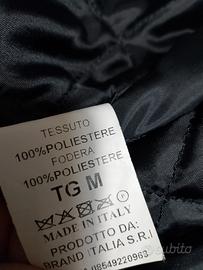 TESSUTO
100%POLIESTERE
FODERA
100%POLIESTERE
TG M
MADE IN ITALY
PRODOTTO DA:
BRAND ITALIA S.R.I
08549220963
subito